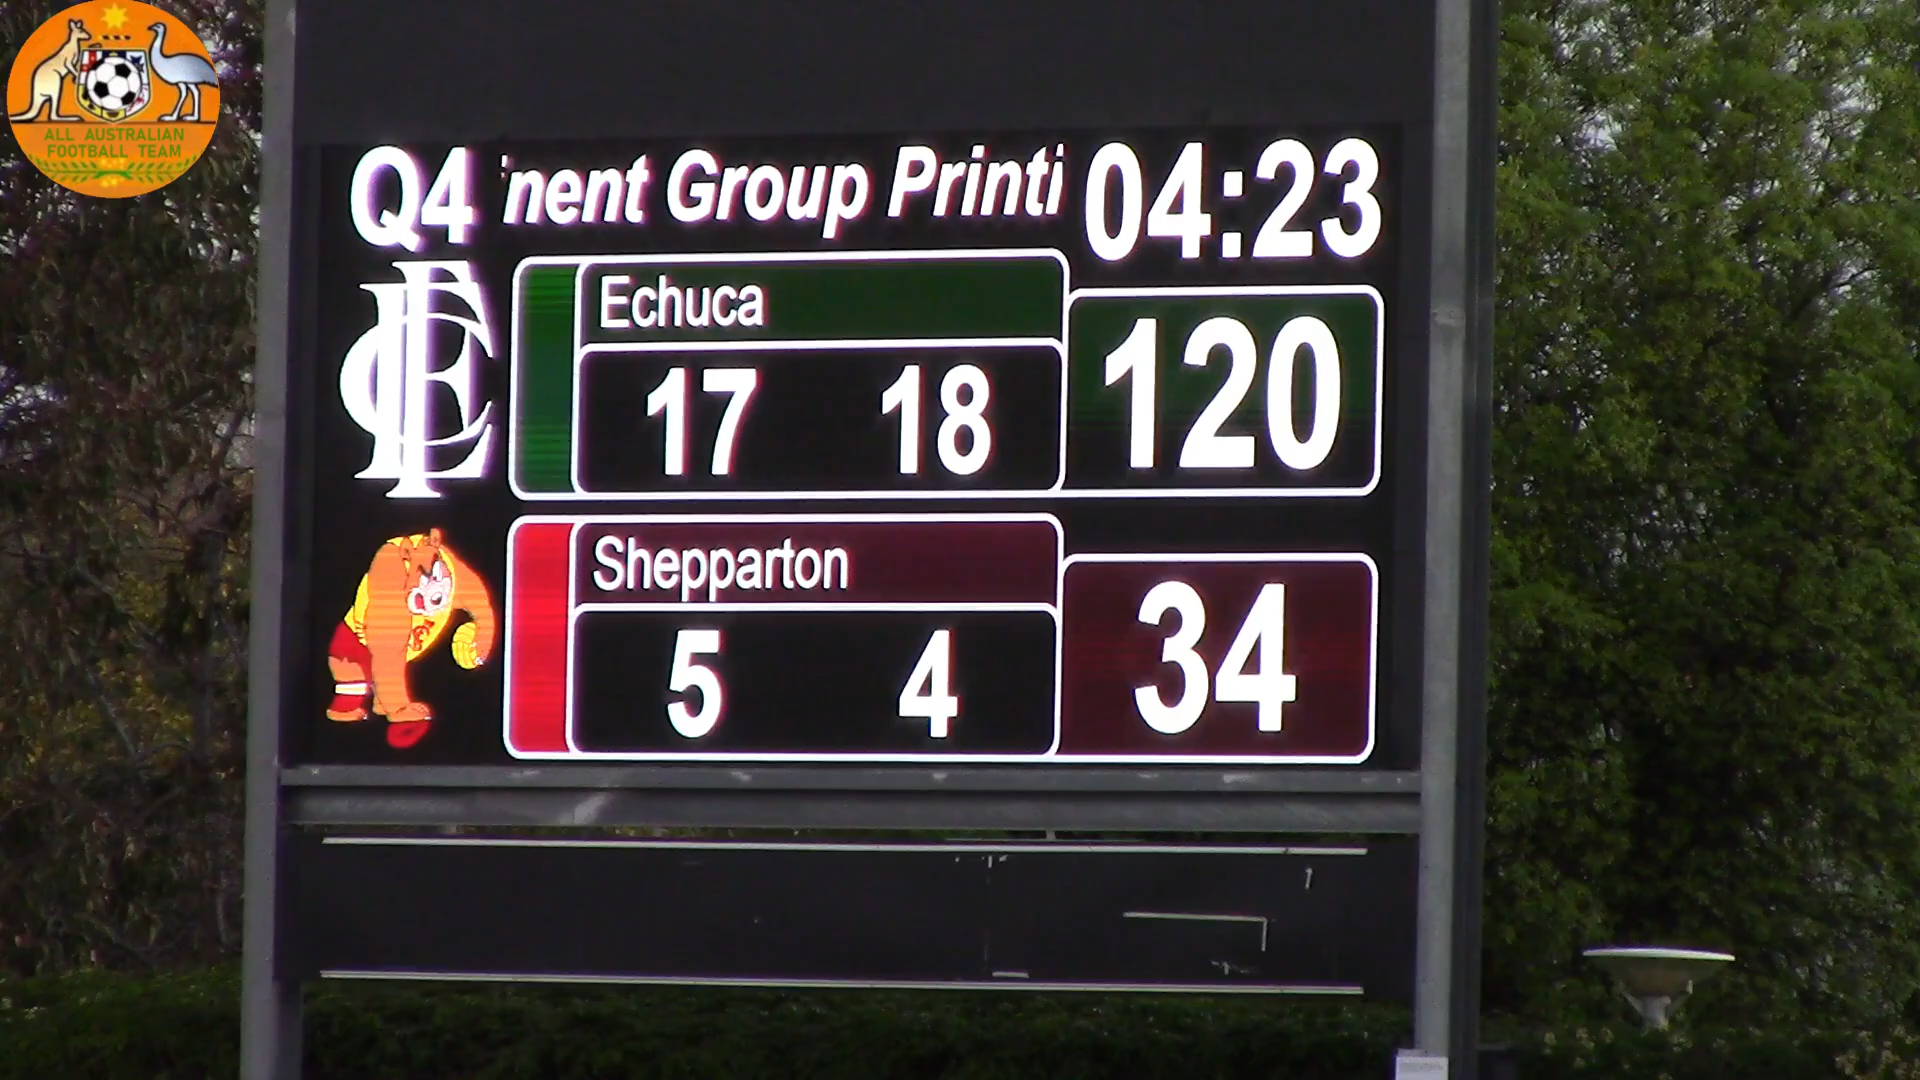 ALL AUSTRALIAN
FOOTBALL TEAM
Q4 nent Group Printi 04:23
Echuca
17 18 120
Shepparton
5 4 34